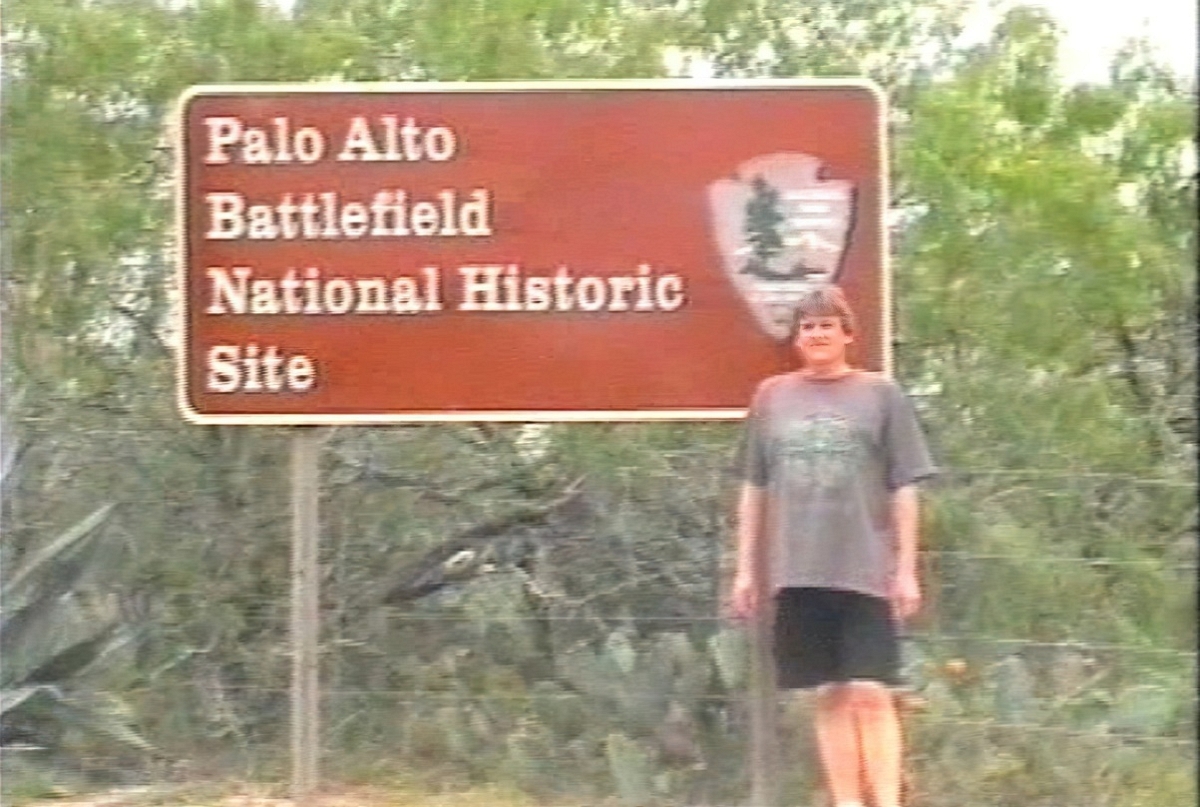 Palo Alto
Battlefield
National Historic
Site